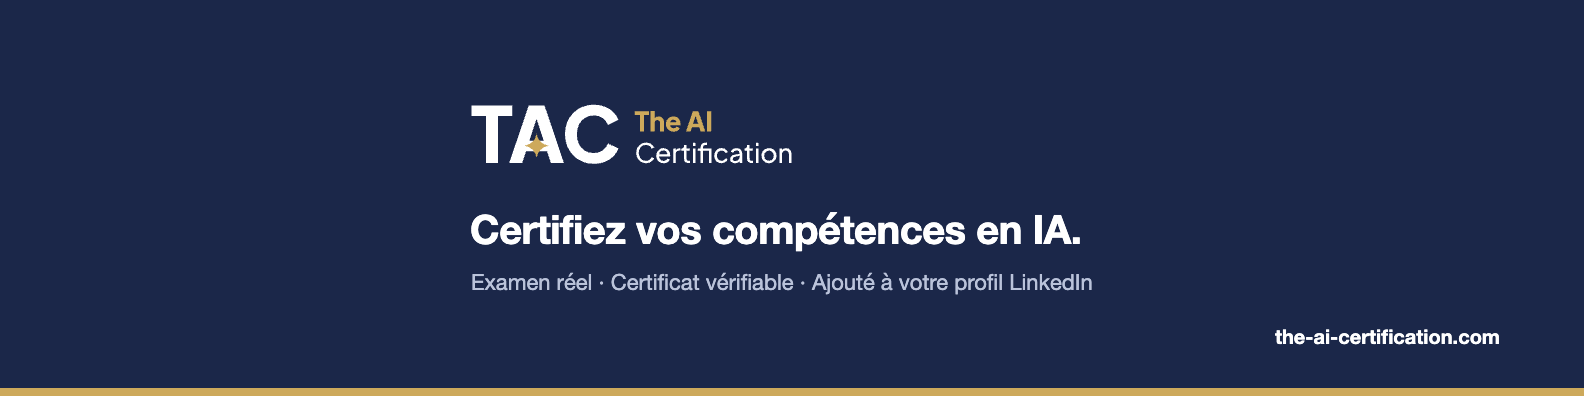 TAC
The AI
Certification
Certifiez vos compétences en IA.
Examen réel · Certificat vérifiable · Ajouté à votre profil LinkedIn
the-ai-certification.com